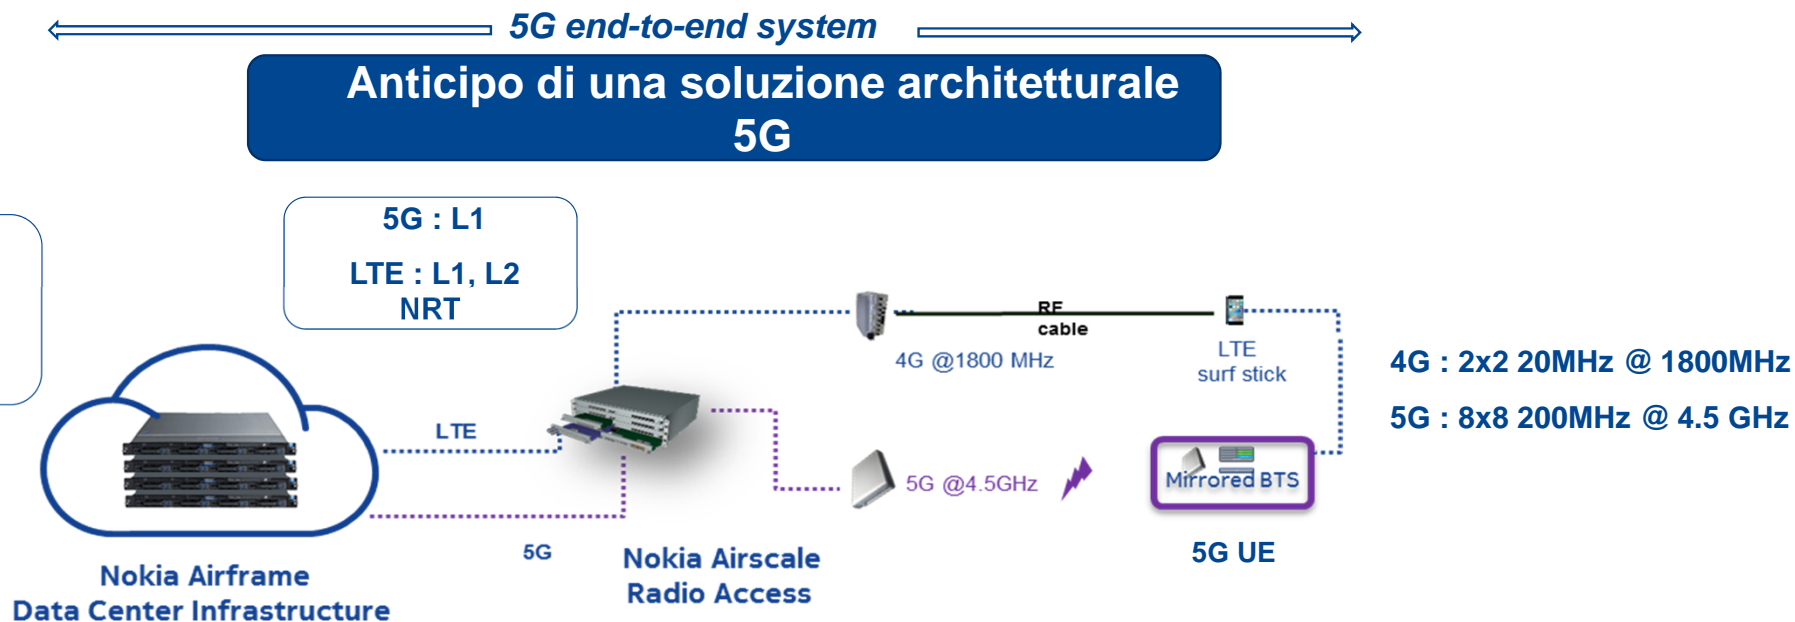 5G end-to-end system
Anticipo di una soluzione architetturale
5G
5G : L1
LTE : L1, L2
NRT
RF
cable
4G @1800 MHz
LTE
surf stick
4G : 2x2 20MHz @ 1800MHz
5G : 8x8 200MHz @ 4.5 GHz
LTE
5G @4.5GHz
Mirrored BTS
5G
5G UE
Nokia Airscale
Radio Access
Nokia Airframe
Data Center Infrastructure